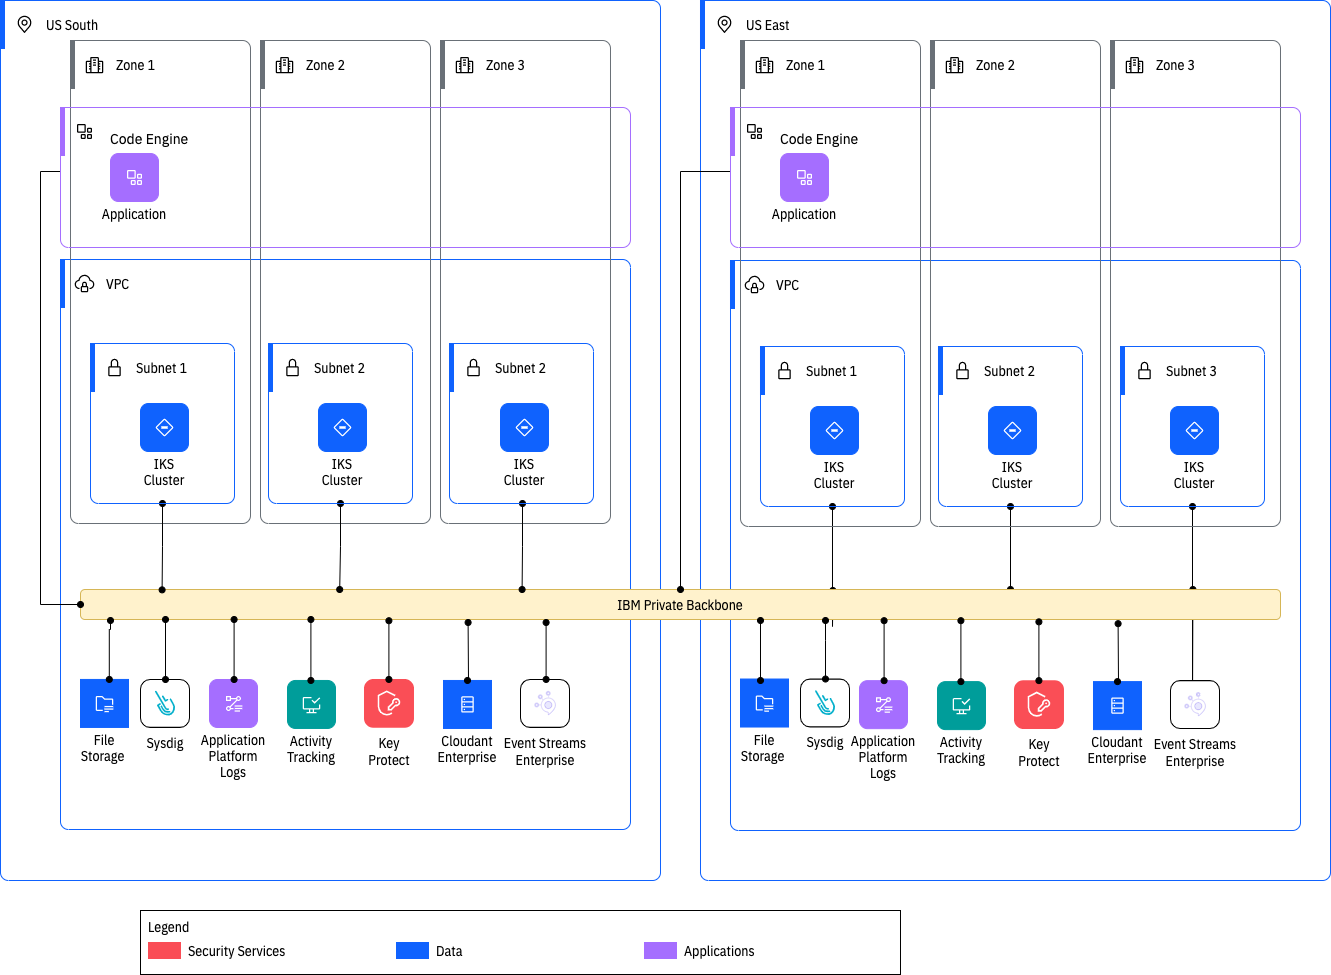 US South
US East
Zone 1
Zone 2
Zone 3
Zone 1
Zone 2
Zone 3
Code Engine
Application
Code Engine
Application
VPC
VPC
Subnet 1
Subnet 2
Subnet 2
Subnet 1
Subnet 2
Subnet 3
IKS
Cluster
IKS
Cluster
IKS
Cluster
IKS
Cluster
IKS
Cluster
IKS
Cluster
IBM Private Backbone
File
Storage
Sysdig
Application
Platform
Logs
Activity
Tracking
Key
Protect
Cloudant
Enterprise
Event Streams
Enterprise
File
Storage
Sysdig
Application
Platform
Logs
Activity
Tracking
Key
Protect
Cloudant
Enterprise
Event Streams
Enterprise
Legend
Security Services
Data
Applications